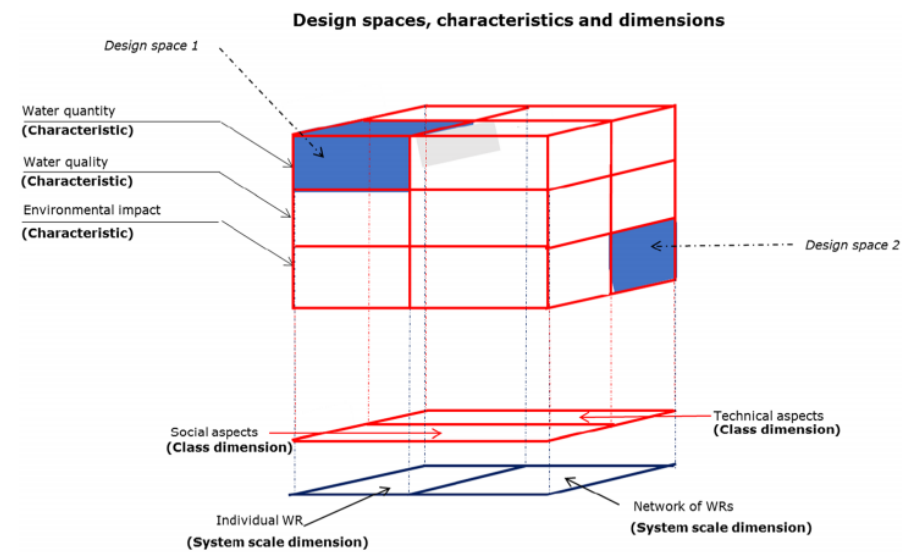 Design spaces, characteristics and dimensions
Design space 1
Water quantity
(Characteristic)
Water quality
(Characteristic)
Environmental impact
(Characteristic)
Design space 2
Technical aspects
(Class dimension)
Social aspects
(Class dimension)
Network of WRs
(System scale dimension)
Individual WR
(System scale dimension)